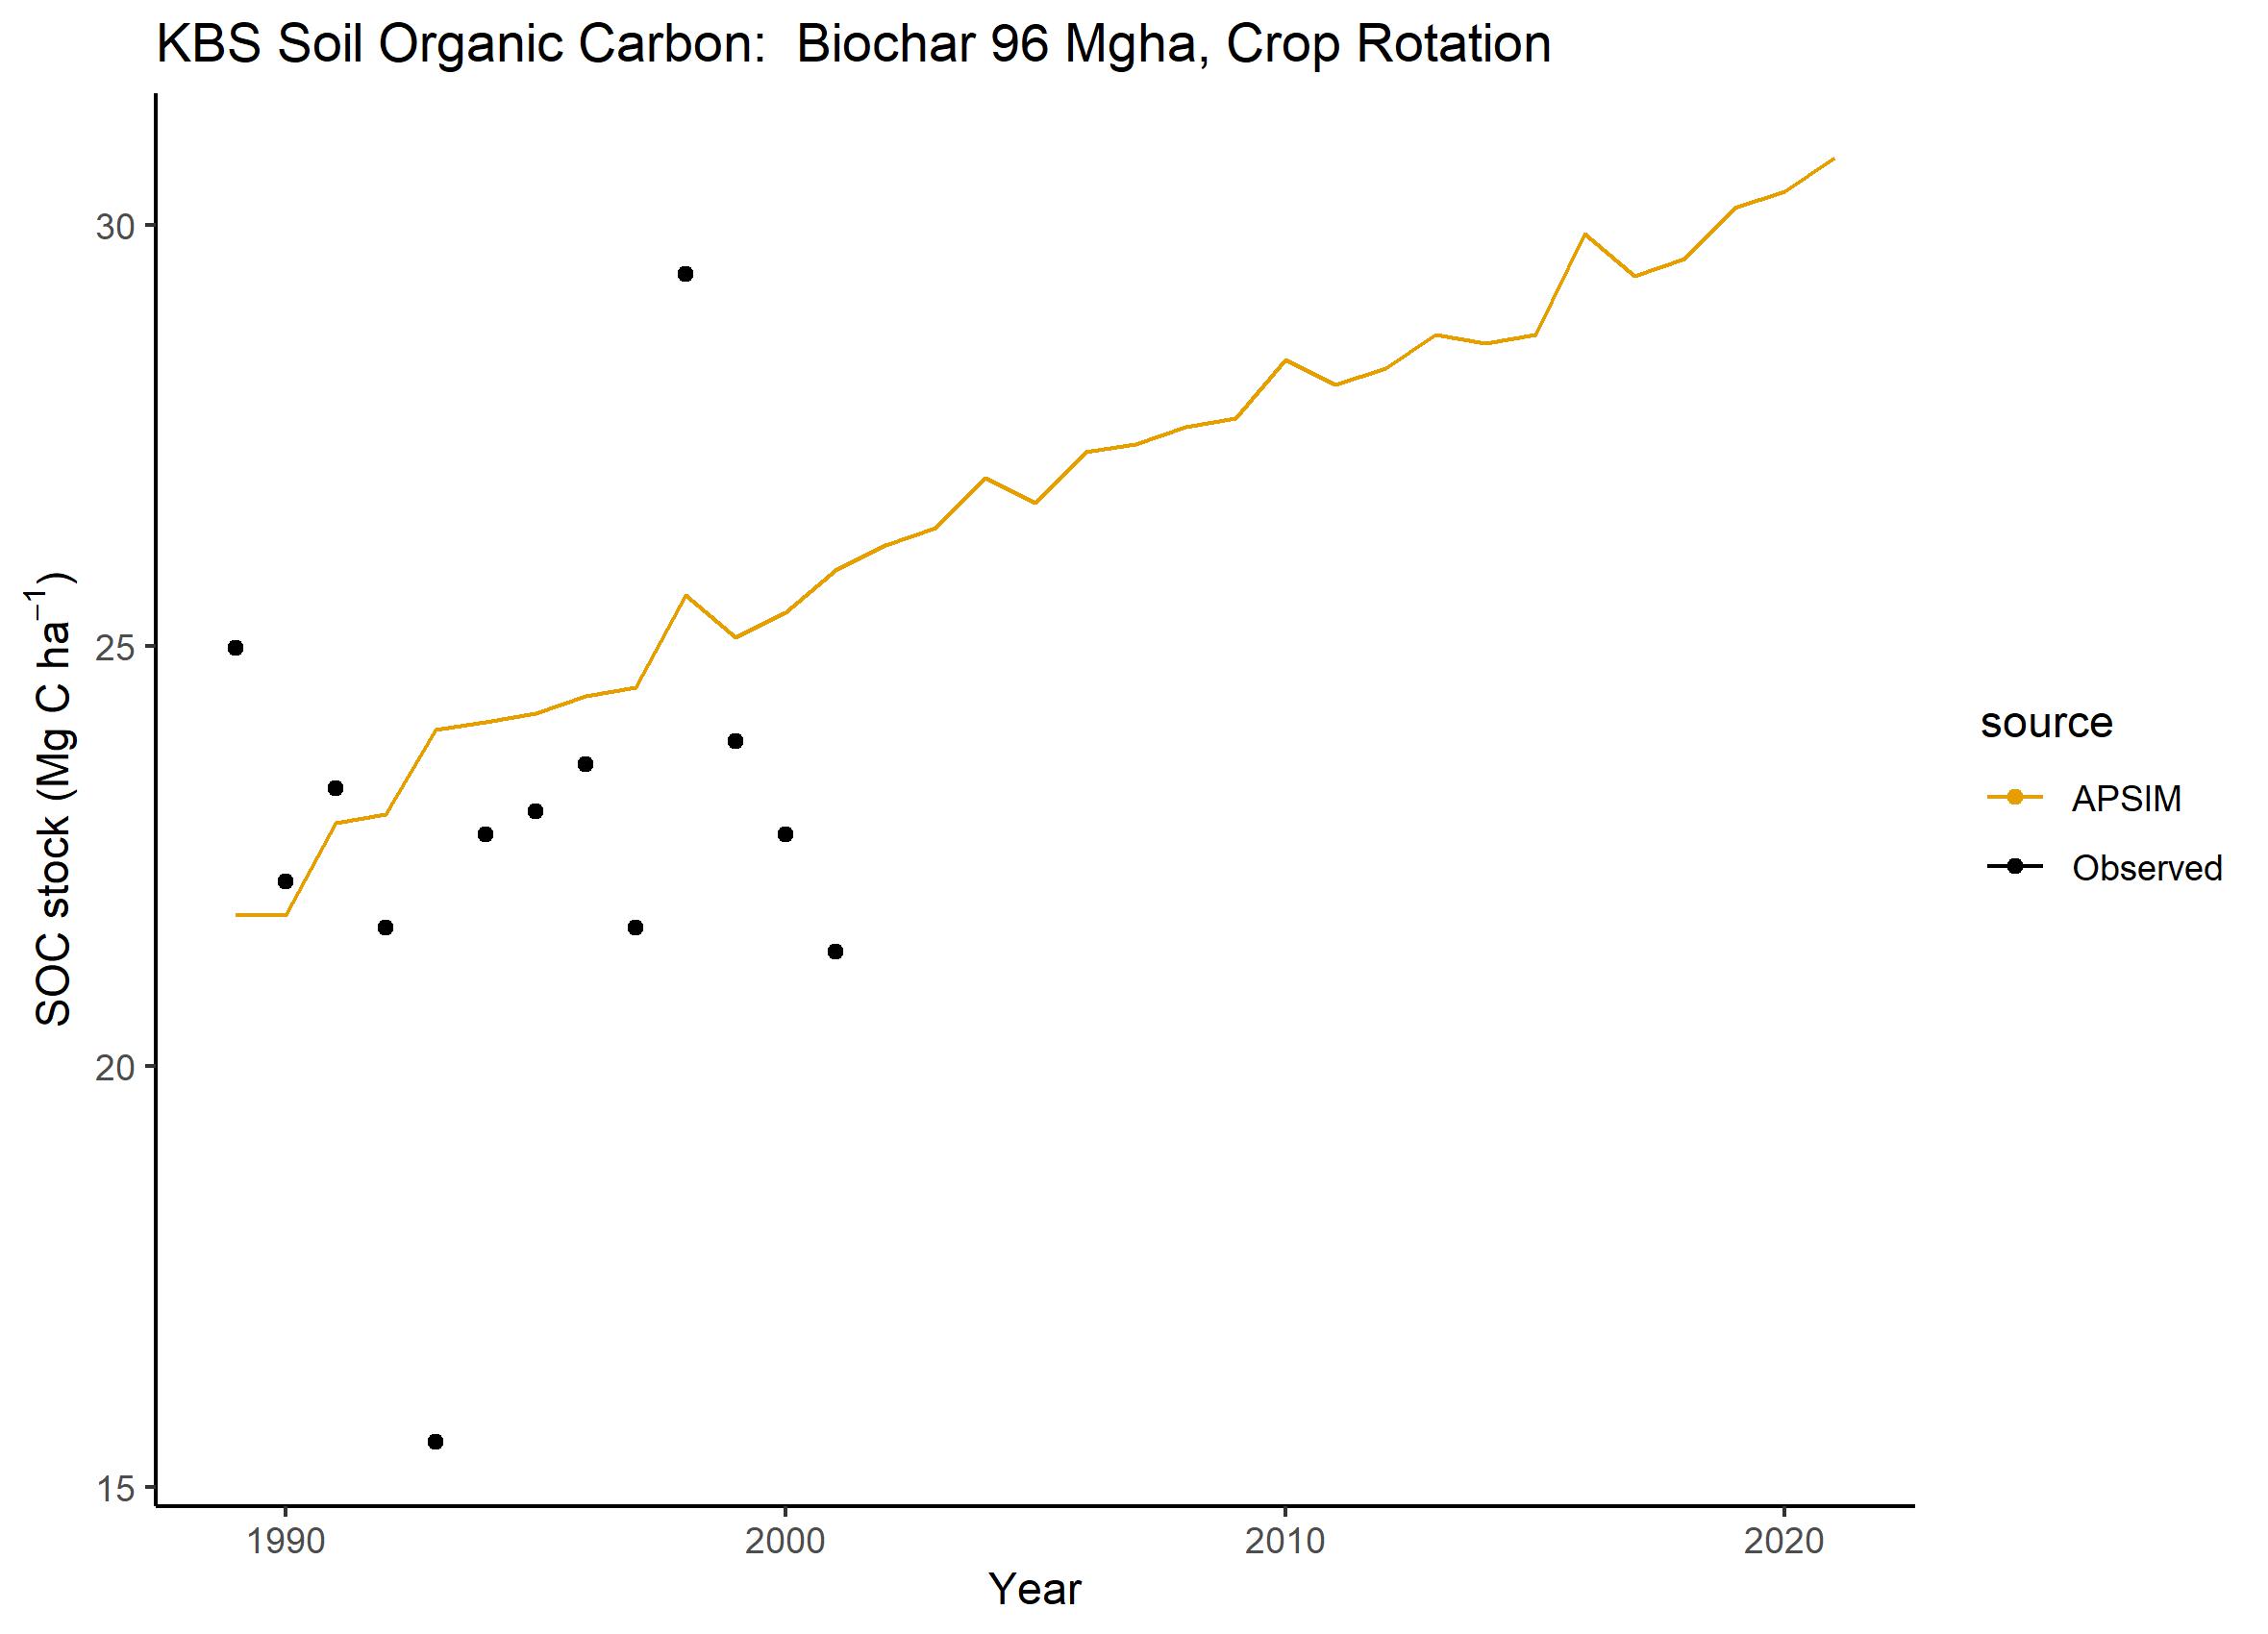 KBS Soil Organic Carbon:  Biochar 96 Mgha, Crop Rotation
SOC stock (Mg C ha⁻¹)
30
25
20
15
1990
2000
2010
2020
Year
source
APSIM
Observed